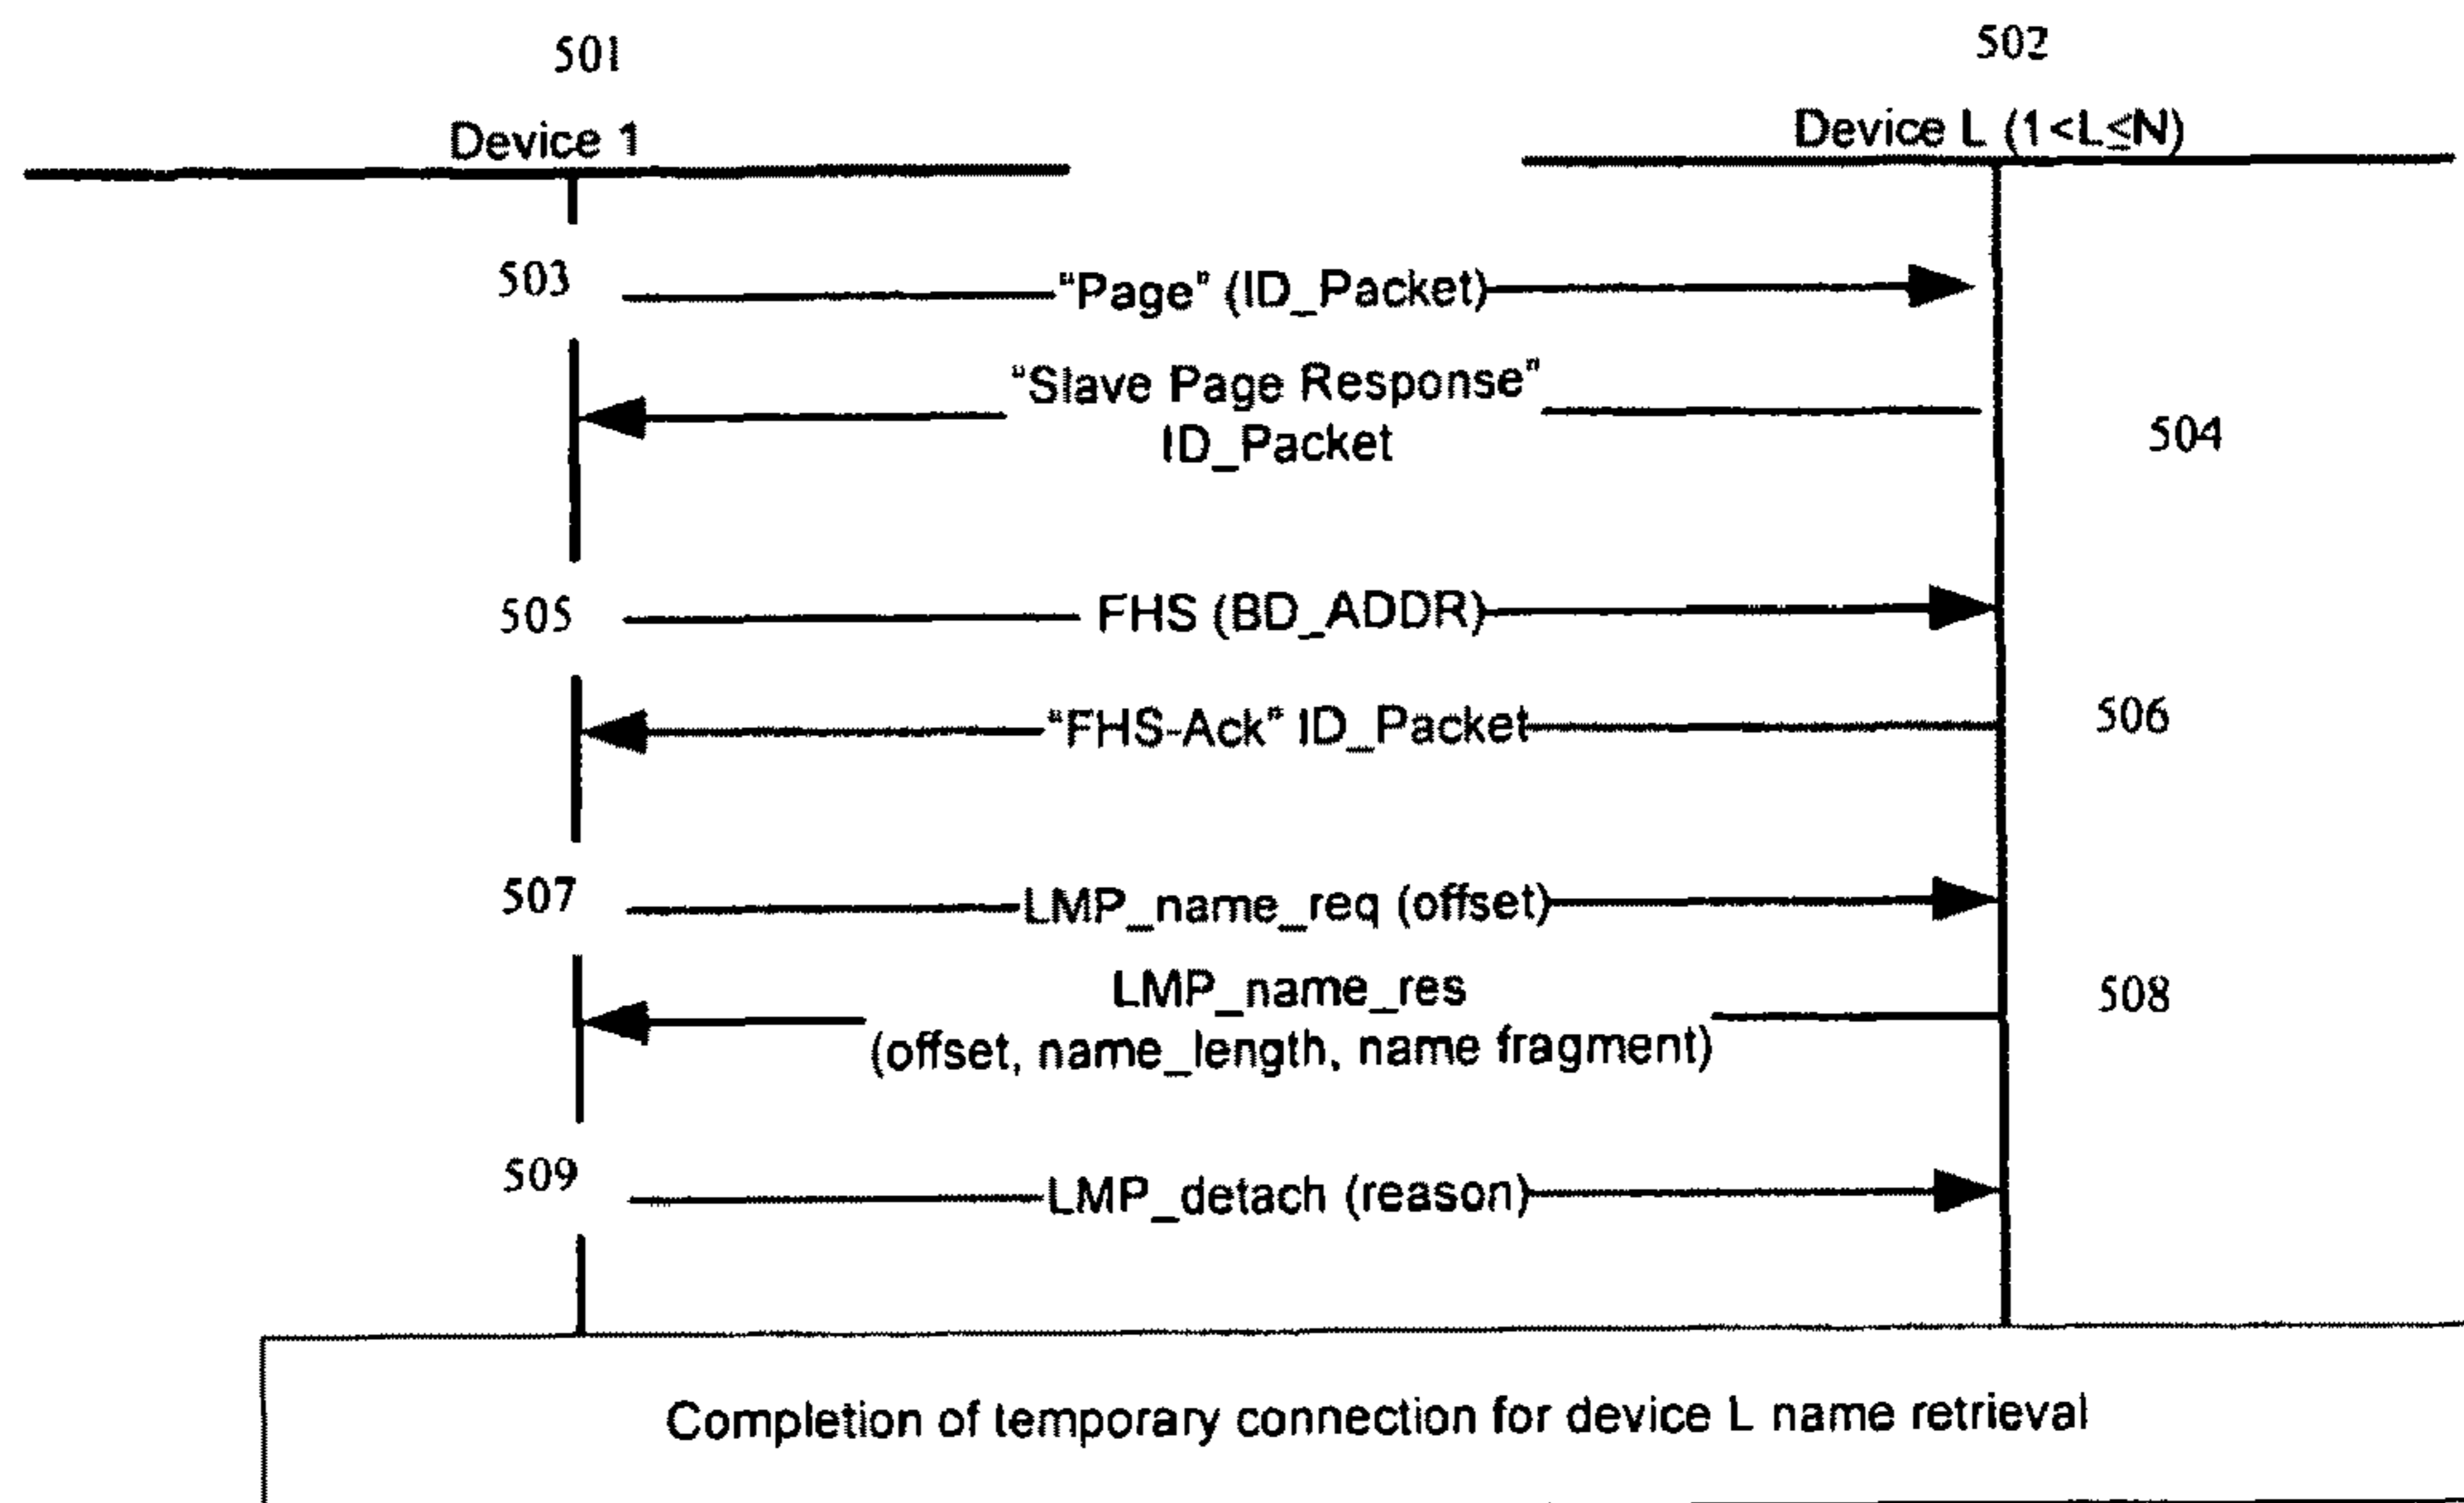 501
502
Device 1
Device L (1<L≤N)
503
"Page" (ID_Packet)
"Slave Page Response"
ID_Packet
504
505
FHS (BD_ADDR)
"FHS-Ack" ID_Packet
506
507
LMP_name_req (offset)
LMP_name_res
(offset, name_length, name fragment)
508
509
LMP_detach (reason)
Completion of temporary connection for device L name retrieval